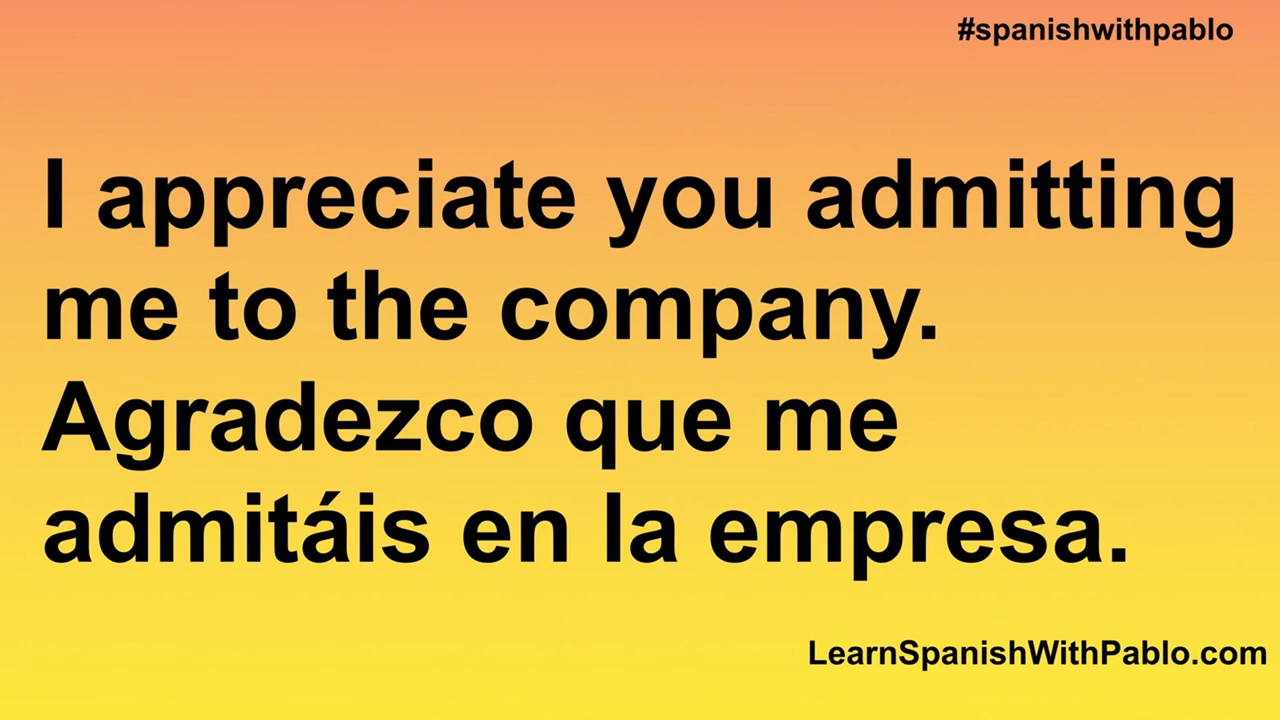 #spanishwithpablo
I appreciate you admitting
me to the company.
Agradezco que me
admitáis en la empresa.
LearnSpanishWithPablo.com